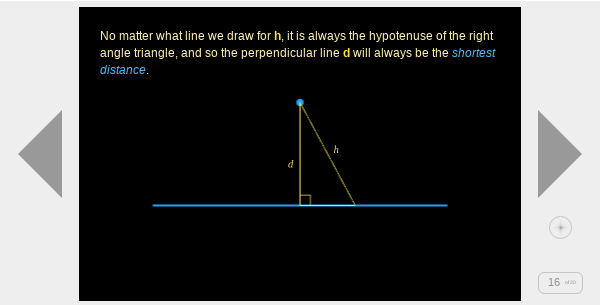 No matter what line we draw for h, it is always the hypotenuse of the right
angle triangle, and so the perpendicular line d will always be the shortest
distance.
h
d
16